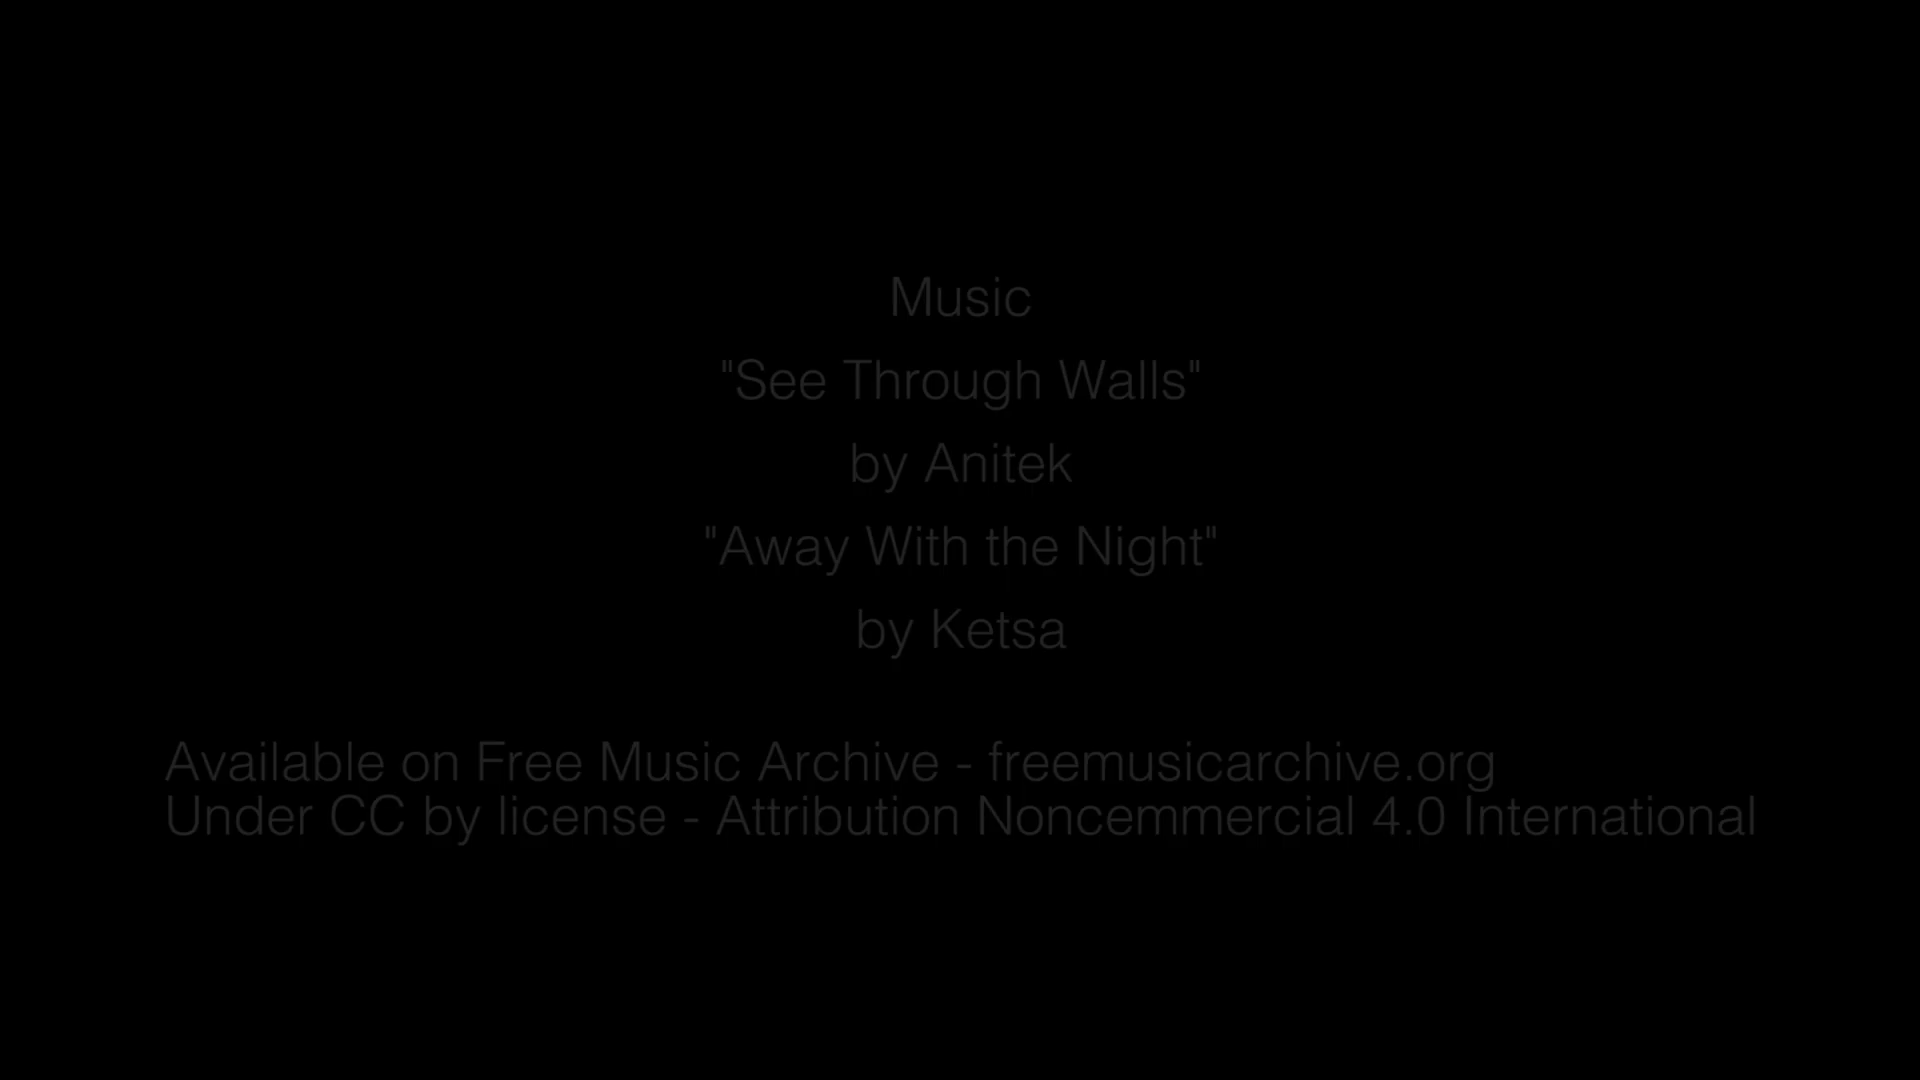 Music
"See Through Walls"
by Anitek
"Away With the Night"
by Ketsa
Available on Free Music Archive - freemusicarchive.org
Under CC by license - Attribution Noncemmercial 4.0 International